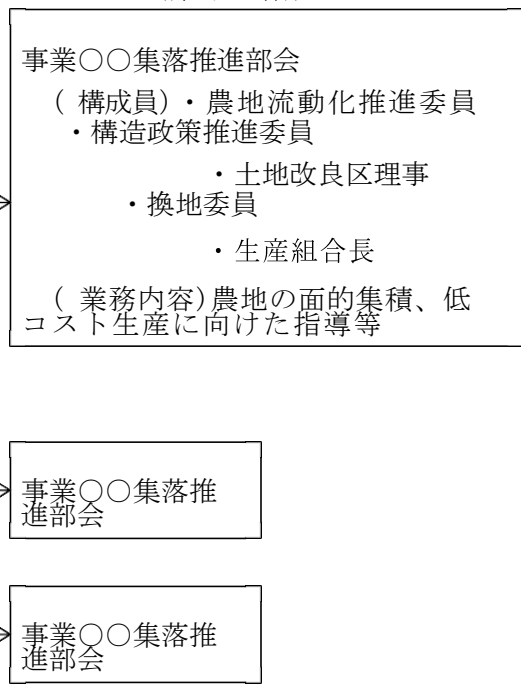 事業○○集落推進部会
( 構成員)・農地流動化推進委員
・構造政策推進委員
・土地改良区理事
・換地委員
・生産組合長
( 業務内容)農地の面的集積、低
コスト生産に向けた指導等
事業○○集落推
進部会
事業○○集落推
進部会